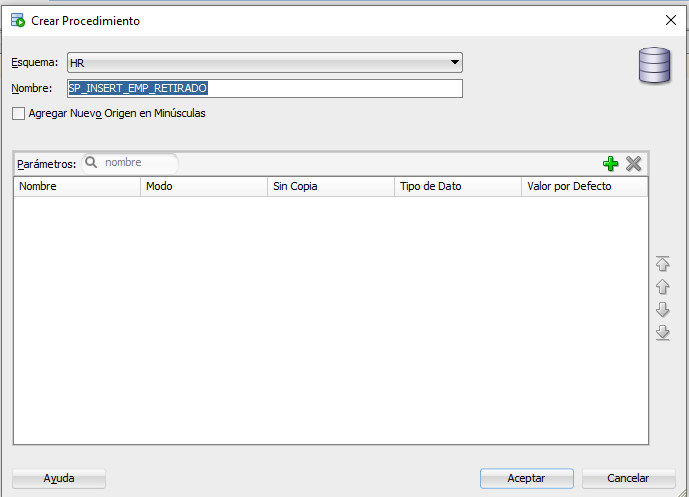 Crear Procedimiento
Esquema: HR
Nombre: SP_INSERT_EMP_RETIRADO
Agregar Nuevo Origen en Minúsculas
Parámetros: nombre
Nombre Modo Sin Copia Tipo de Dato Valor por Defecto
Ayuda Aceptar Cancelar